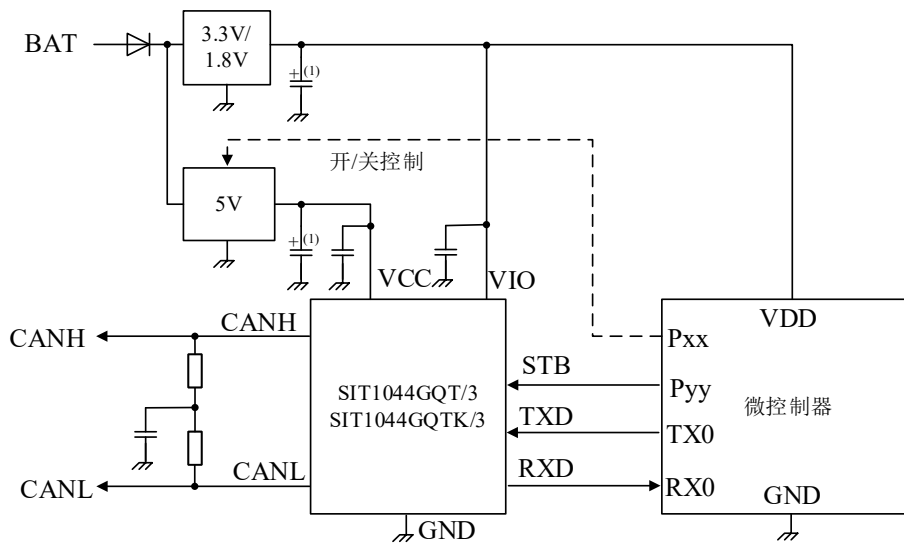 BAT
3.3V/
1.8V
+(1)
开/关控制
5V
+(1)
VCC
VIO
VDD
CANH
CANH
Pxx
STB
Pyy
SIT1044GQT/3
SIT1044GQTK/3
微控制器
TXD
TX0
RXD
RX0
CANL
CANL
GND
GND